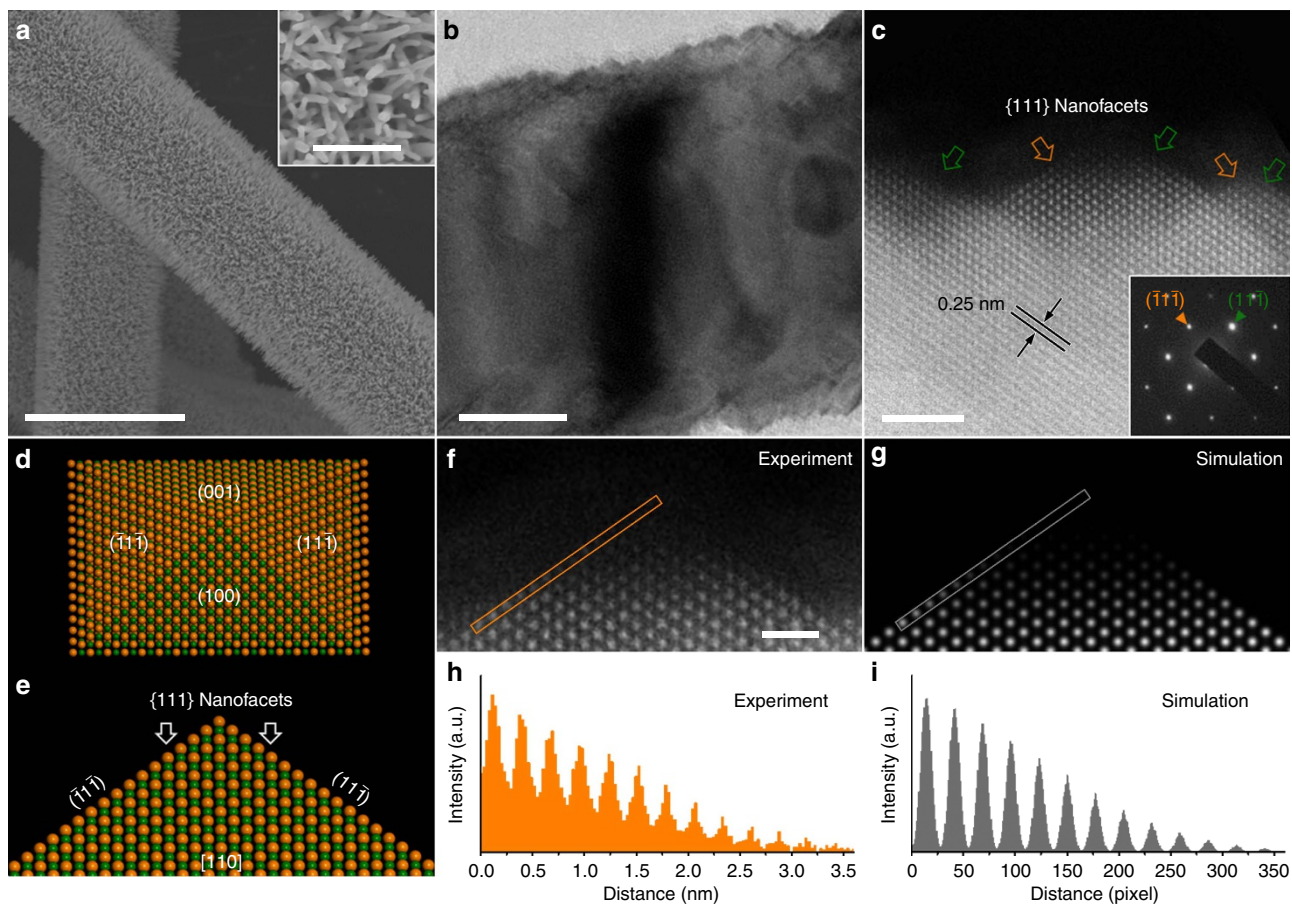 a
b
c
{111} Nanofacets
0.25 nm
(1̄11̄)
(111̄)
d
(001)
(1̄11̄)
(111̄)
(100)
e
{111} Nanofacets
(1̄11̄)
(111̄)
[110]
f
Experiment
g
Simulation
h
Experiment
Intensity (a.u.)
0.0 0.5 1.0 1.5 2.0 2.5 3.0 3.5
Distance (nm)
i
Simulation
Intensity (a.u.)
0 50 100 150 200 250 300 350
Distance (pixel)